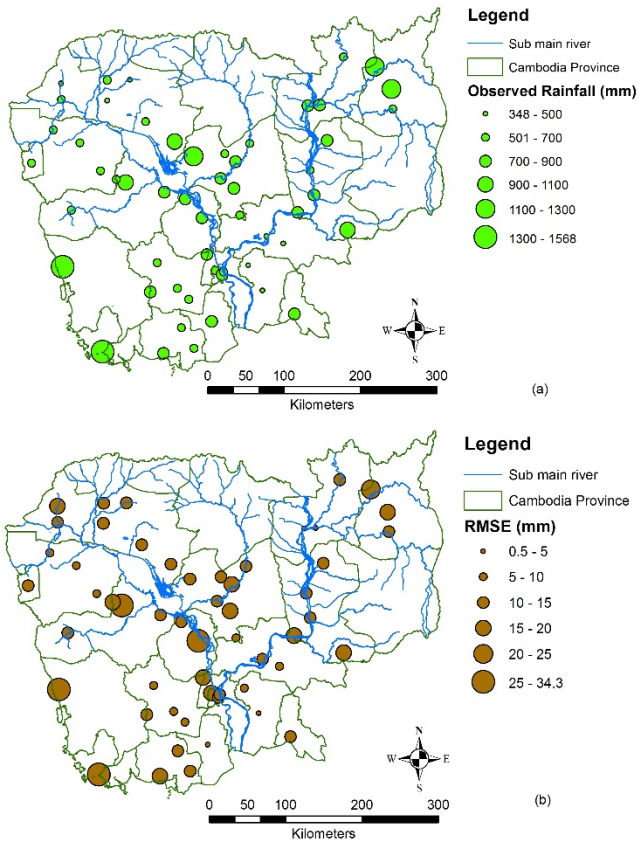 Legend
Sub main river
Cambodia Province
Observed Rainfall (mm)
348 - 500
501 - 700
700 - 900
900 - 1100
1100 - 1300
1300 - 1568
N
W E
S
0 50 100 200 300
Kilometers
(a)
Legend
Sub main river
Cambodia Province
RMSE (mm)
0.5 - 5
5 - 10
10 - 15
15 - 20
20 - 25
25 - 34.3
N
W E
S
0 50 100 200 300
Kilometers
(b)